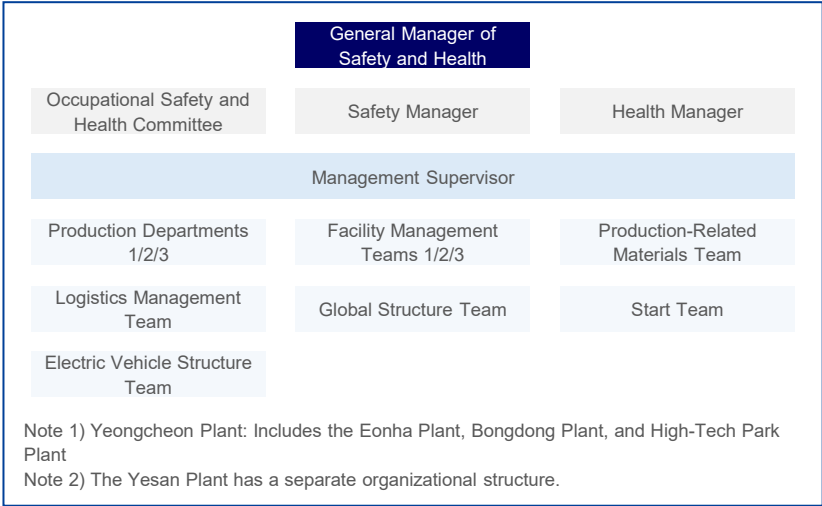 General Manager of
Safety and Health
Occupational Safety and
Health Committee
Safety Manager
Health Manager
Management Supervisor
Production Departments
1/2/3
Facility Management
Teams 1/2/3
Production-Related
Materials Team
Logistics Management
Team
Global Structure Team
Start Team
Electric Vehicle Structure
Team
Note 1) Yeongcheon Plant: Includes the Eonha Plant, Bongdong Plant, and High-Tech Park
Plant
Note 2) The Yesan Plant has a separate organizational structure.